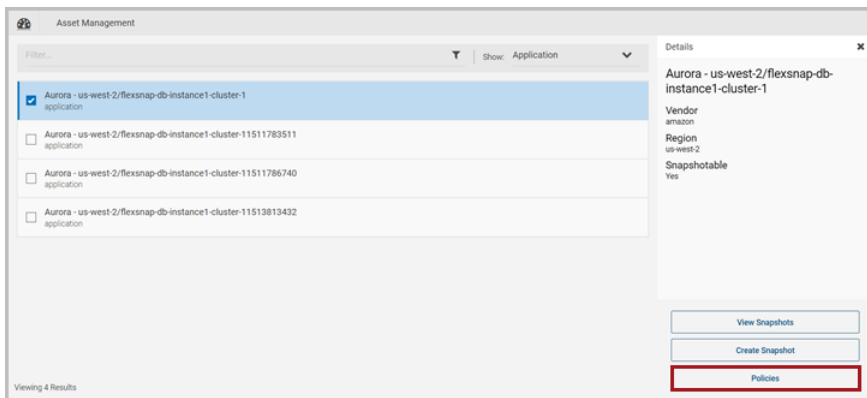 Asset Management
Filter...
Show: Application
Aurora - us-west-2/flexsnap-db-instance1-cluster-1
application
Aurora - us-west-2/flexsnap-db-instance1-cluster-11511783511
application
Aurora - us-west-2/flexsnap-db-instance1-cluster-11511786740
application
Aurora - us-west-2/flexsnap-db-instance1-cluster-11513813432
application
Viewing 4 Results
Details
Aurora - us-west-2/flexsnap-db-
instance1-cluster-1
Vendor
amazon
Region
us-west-2
Snapshotable
Yes
View Snapshots
Create Snapshot
Policies